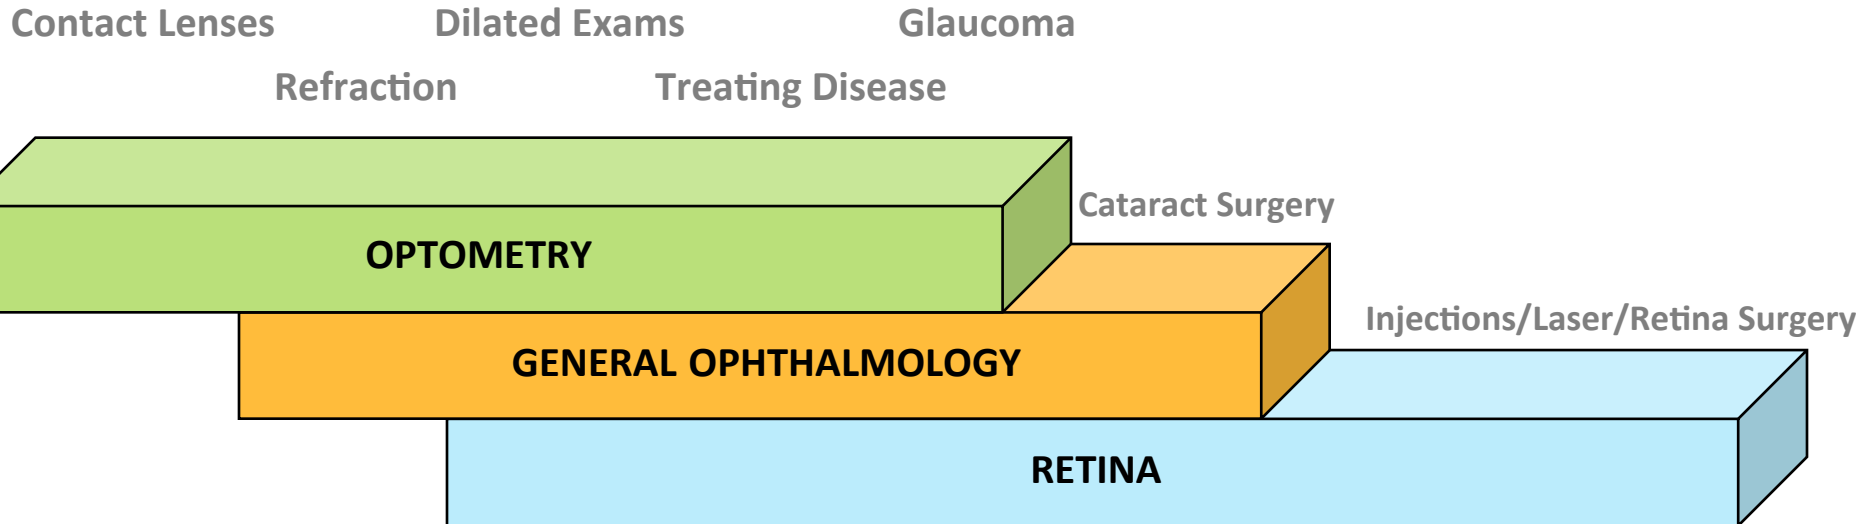 Contact Lenses Dilated Exams Glaucoma
Refraction Treating Disease
Cataract Surgery
OPTOMETRY
Injections/Laser/Retina Surgery
GENERAL OPHTHALMOLOGY
RETINA